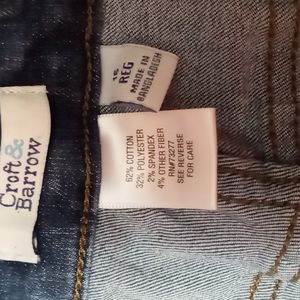 Croft&
Barrow
16
REG
MADE IN
BANGLADESH
62% COTTON
32% POLYESTER
2% SPANDEX
4% OTHER FIBER
RN#73277
SEE REVERSE
FOR CARE